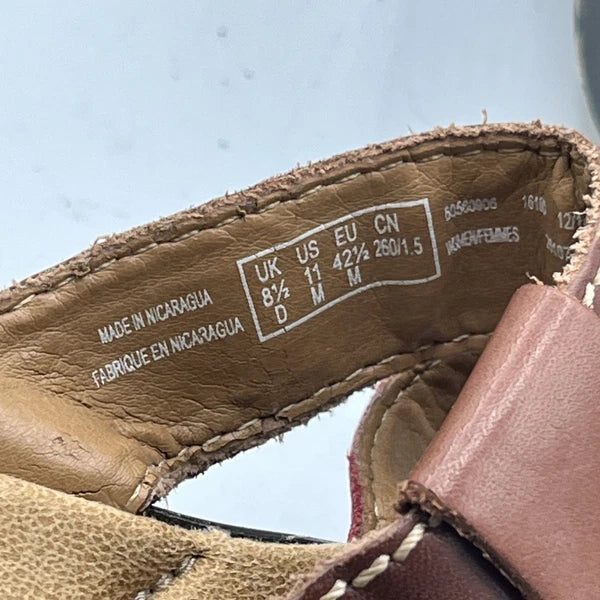 MADE IN NICARAGUA
FABRIQUE EN NICARAGUA
UK US EU CN
8½ 11 42½ 260/1.5
D M M
WOMEN/FEMMES